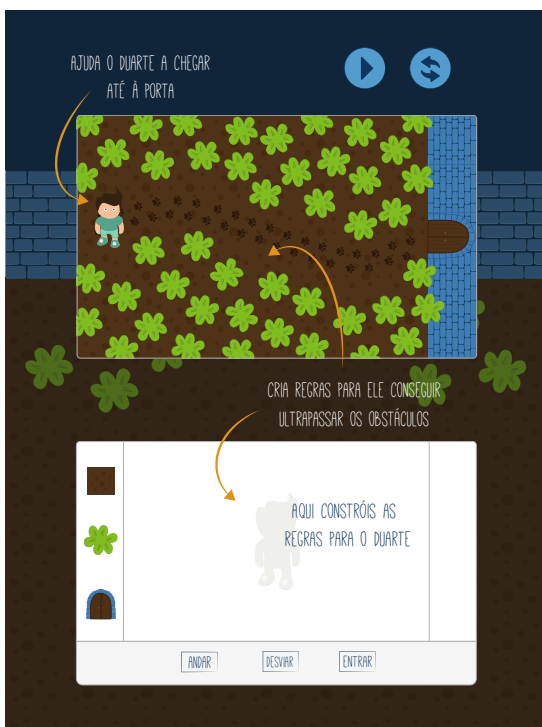 AJUDA O DUARTE A CHEGAR
ATÉ À PORTA
CRIA REGRAS PARA ELE CONSEGUIR
ULTRAPASSAR OS OBSTÁCULOS
AQUI CONSTRÓIS AS
REGRAS PARA O DUARTE
ANDAR
DESVIAR
ENTRAR